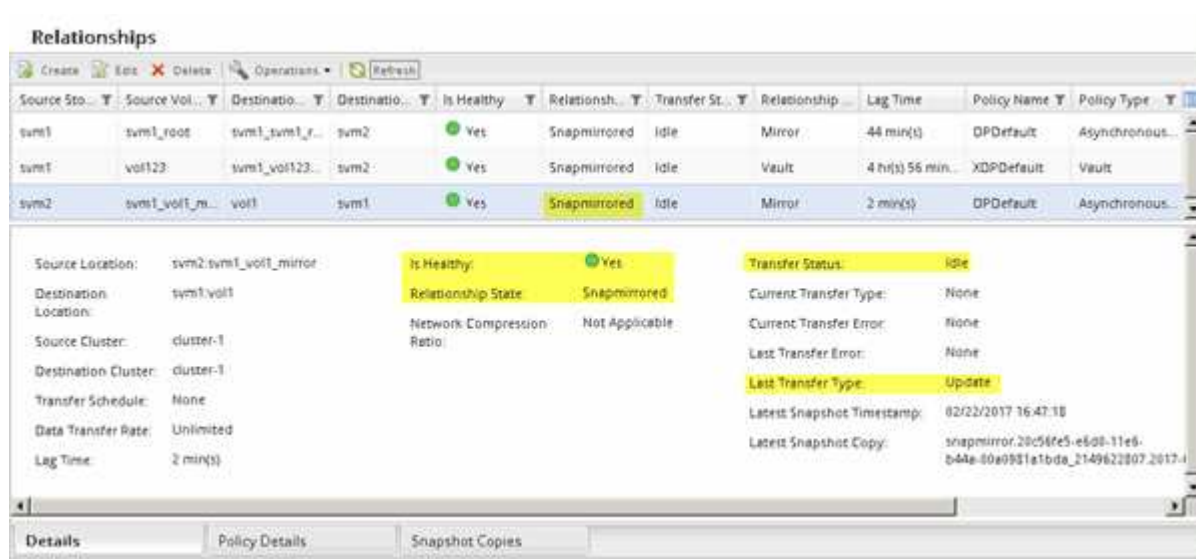 Relationships
Create Edit Delete Operations Refresh
Source Sto... Source Vol... Destinatio... Destinatio... Is Healthy Relationsh... Transfer St... Relationship ... Lag Time Policy Name Policy Type
svm1 svm1_root svm1_svm1_r... svm2 Yes Snapmirrored Idle Mirror 44 min(s) DPDefault Asynchronous...
svm1 vol123 svm1_vol123... svm2 Yes Snapmirrored Idle Vault 4 hr(s) 56 min... XDPDefault Vault
svm2 svm1_vol1_m... vol1 svm1 Yes Snapmirrored Idle Mirror 2 min(s) DPDefault Asynchronous...
Source Location: svm2:svm1_vol1_mirror Is Healthy: Yes Transfer Status: Idle
Destination Location: svm1:vol1 Relationship State: Snapmirrored Current Transfer Type: None
Source Cluster: cluster-1 Network Compression Ratio: Not Applicable Current Transfer Error: None
Destination Cluster: cluster-1 Last Transfer Error: None
Transfer Schedule: None Last Transfer Type: Update
Data Transfer Rate: Unlimited Latest Snapshot Timestamp: 02/22/2017 16:47:18
Lag Time: 2 min(s) Latest Snapshot Copy:
Details Policy Details Snapshot Copies